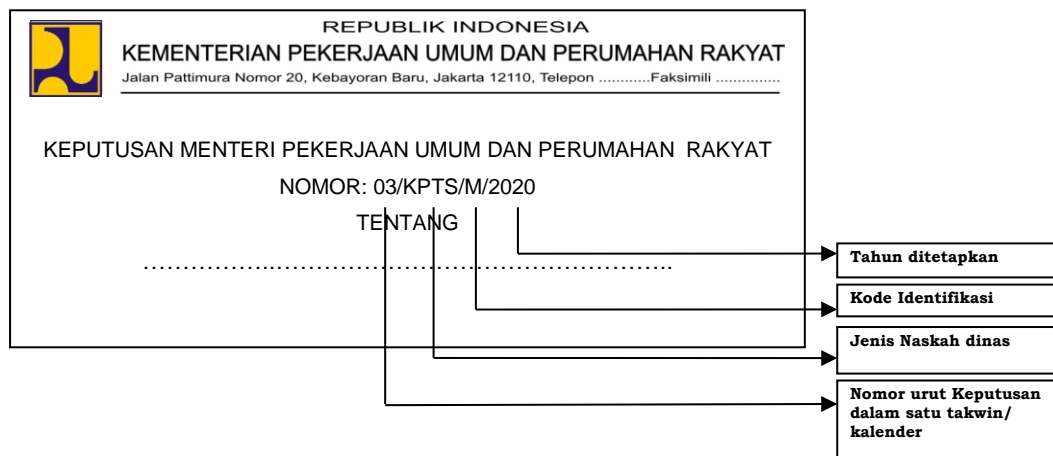 REPUBLIK INDONESIA
KEMENTERIAN PEKERJAAN UMUM DAN PERUMAHAN RAKYAT
Jalan Pattimura Nomor 20, Kebayoran Baru, Jakarta 12110, Telepon ............Faksimili ...............
KEPUTUSAN MENTERI PEKERJAAN UMUM DAN PERUMAHAN RAKYAT
NOMOR: 03/KPTS/M/2020
TENTANG
……………..…………………………………………….
Tahun ditetapkan
Kode Identifikasi
Jenis Naskah dinas
Nomor urut Keputusan
dalam satu takwin/
kalender